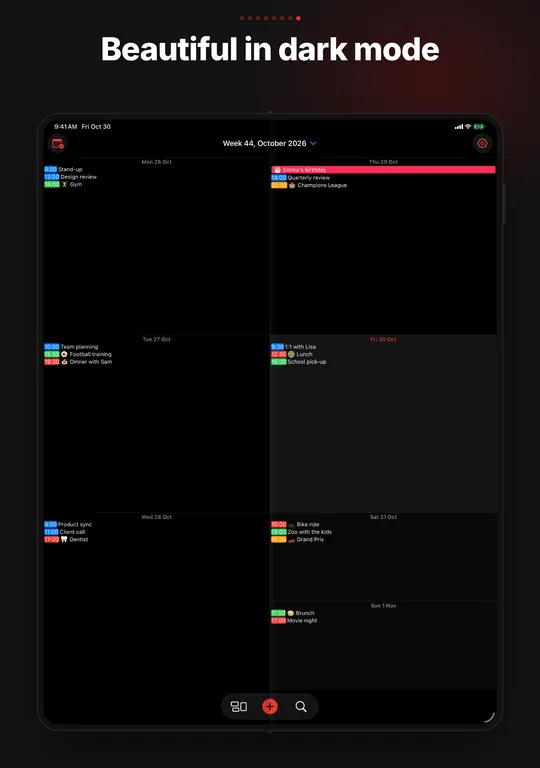 Beautiful in dark mode
9:41 AM Fri Oct 30
Week 44, October 2026
Mon 26 Oct
9:00 Stand-up
13:00 Design review
18:00 Gym
Tue 27 Oct
10:00 Team planning
15:30 Football training
19:30 Dinner with Sam
Wed 28 Oct
9:00 Product sync
11:00 Client call
17:00 Dentist
Thu 29 Oct
Emma's Birthday
14:00 Quarterly review
20:00 Champions League
Fri 30 Oct
9:30 1:1 with Lisa
12:30 Lunch
16:00 School pick-up
Sat 31 Oct
10:00 Bike ride
14:00 Zoo with the kids
Grand Prix
Sun 1 Nov
11:00 Brunch
17:00 Movie night